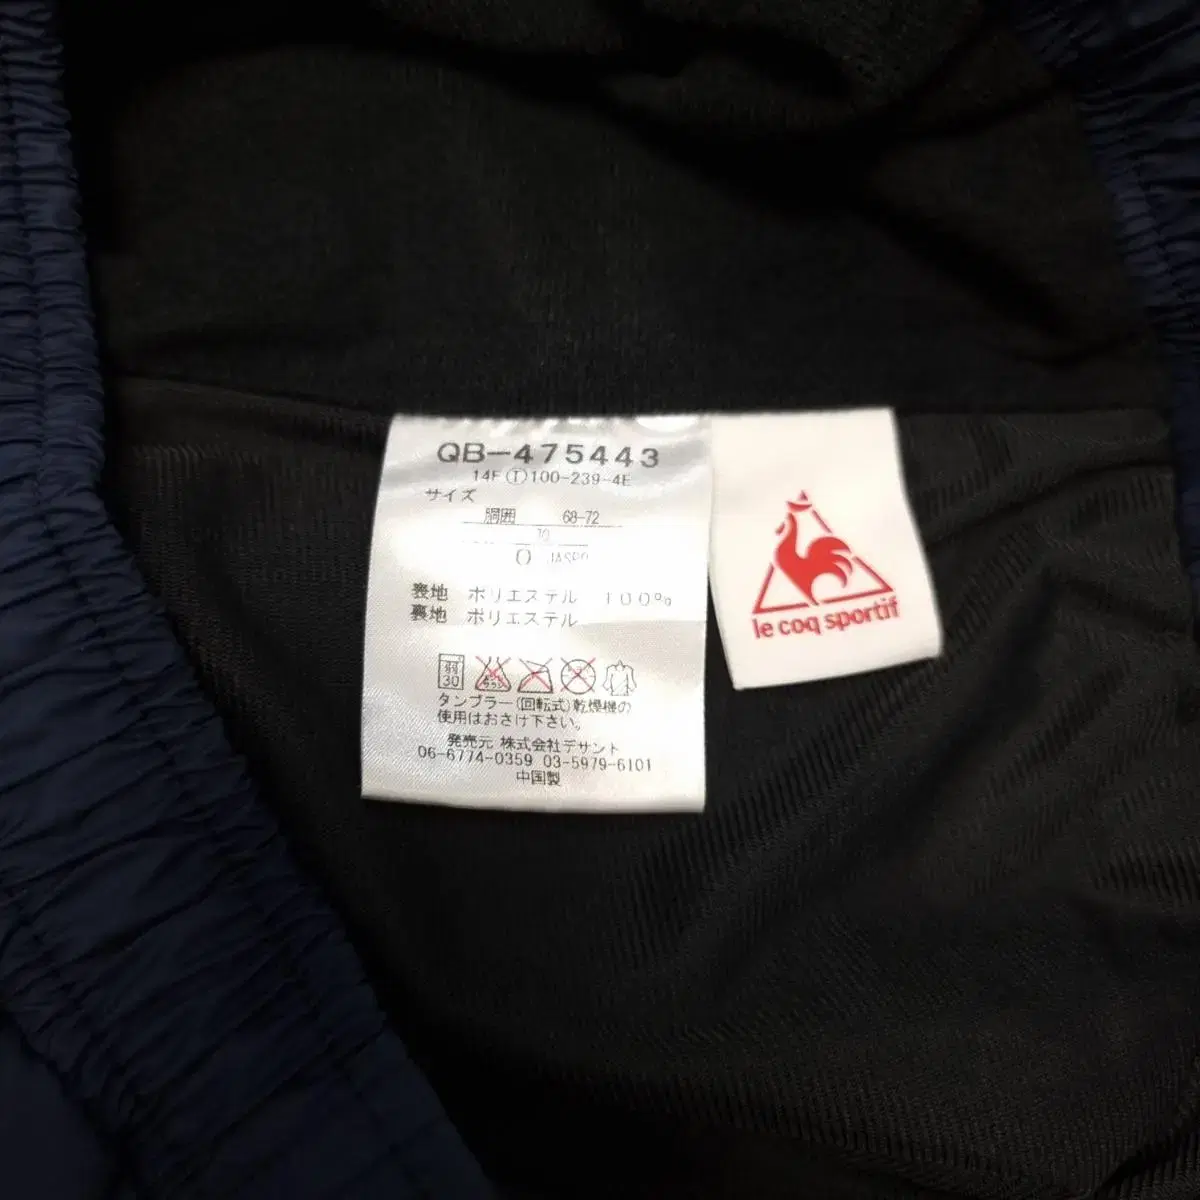 QB-475443
14F Ⓣ100-239-4E
サイズ
胴囲 68-72
O JASPO
表地 ポリエステル 100%
裏地 ポリエステル
弱
30
タンブラー(回転式)乾燥機の
使用はおさけ下さい。
発売元 株式会社デサント
06-6774-0359 03-5979-6101
中国製
le coq sportif